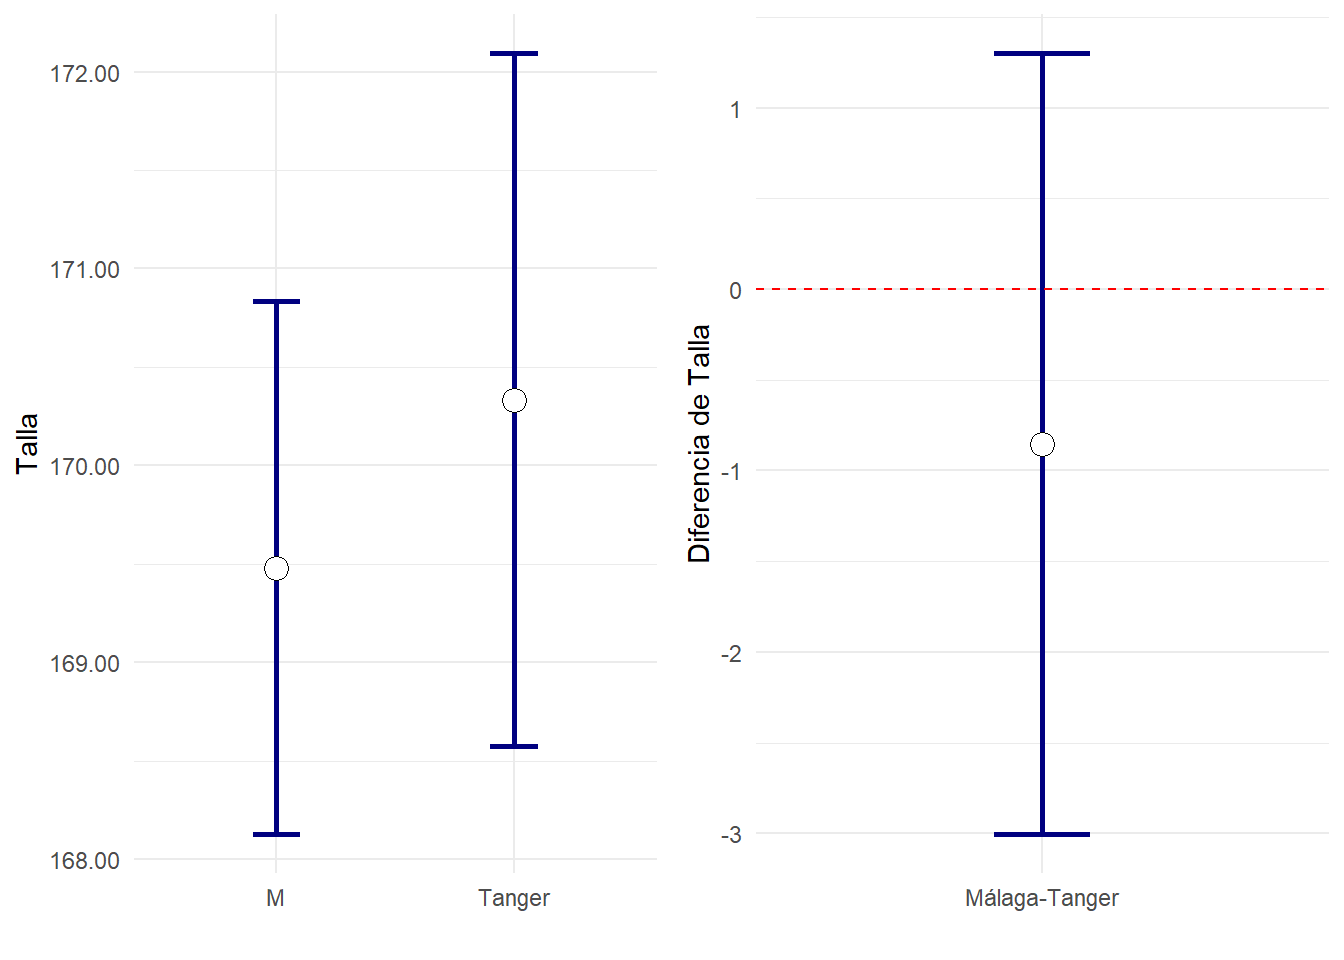 Talla
172.00
171.00
170.00
169.00
168.00
M
Tanger
Diferencia de Talla
1
0
-1
-2
-3
Málaga-Tanger